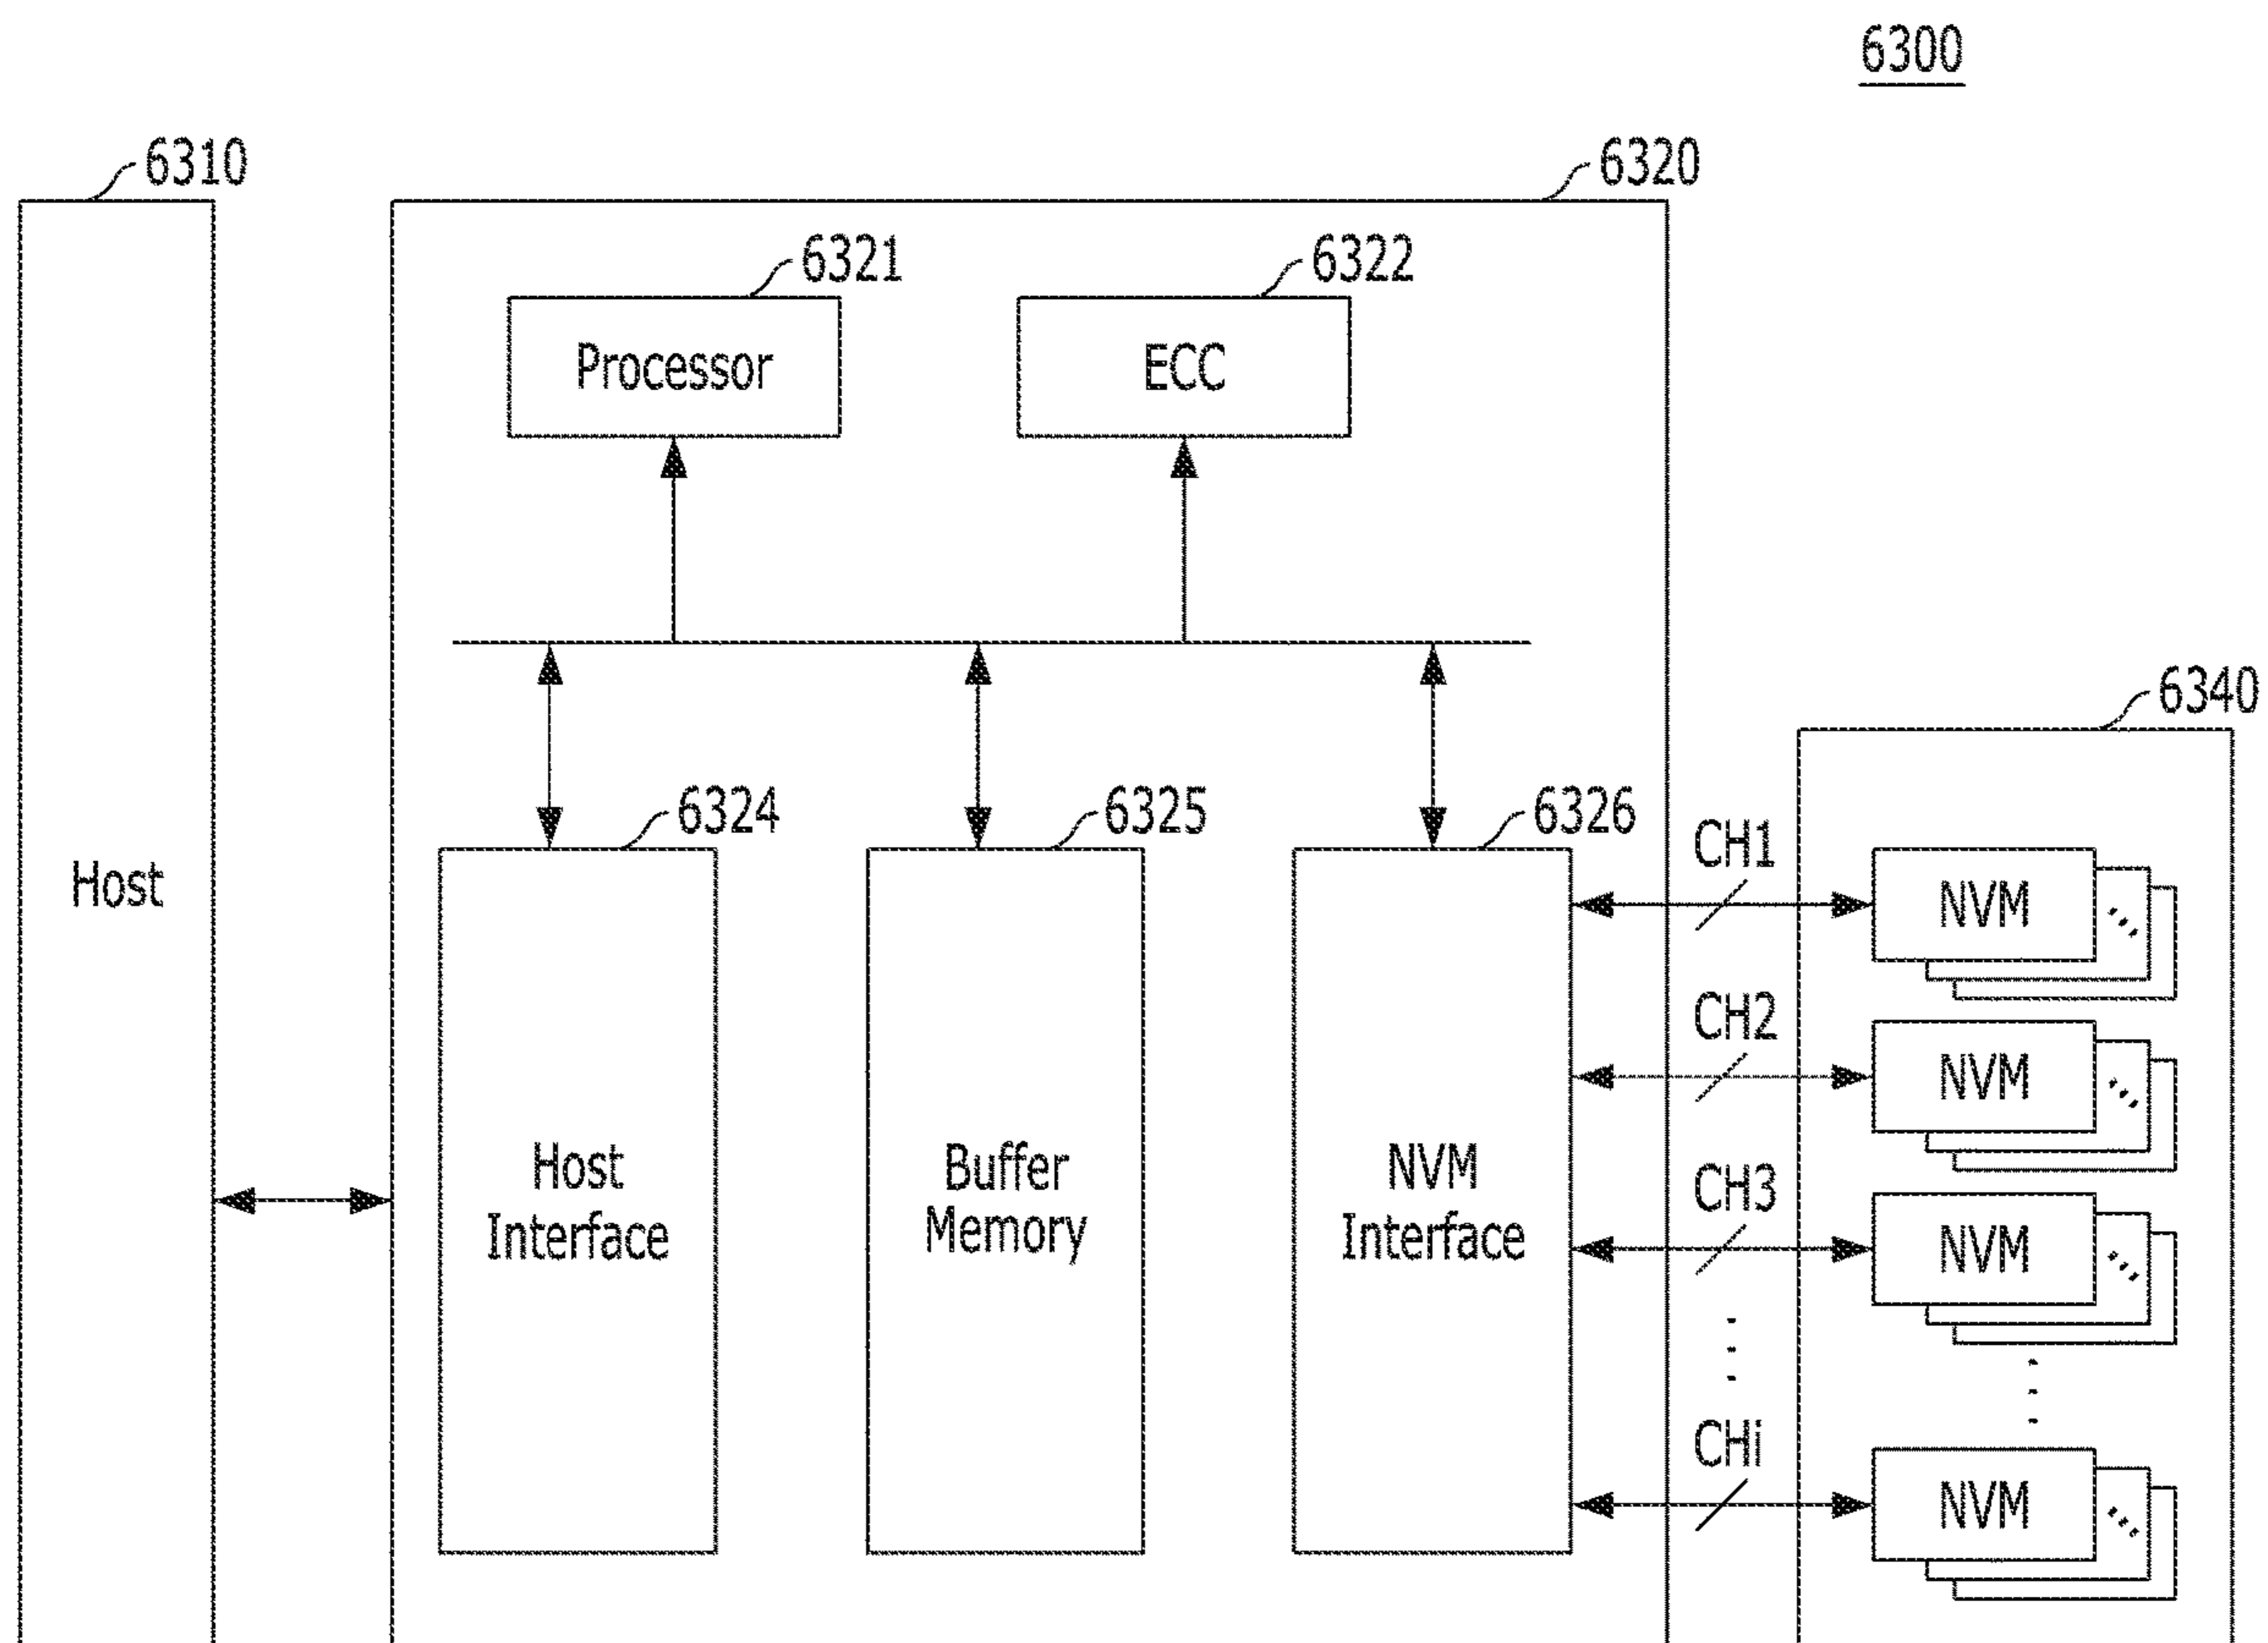 6300
6310
6320
6321
6322
Processor
ECC
6340
6324
6325
6326
CH1
Host
NVM
CH2
NVM
Host
Interface
Buffer
Memory
NVM
Interface
CH3
NVM
CHi
NVM